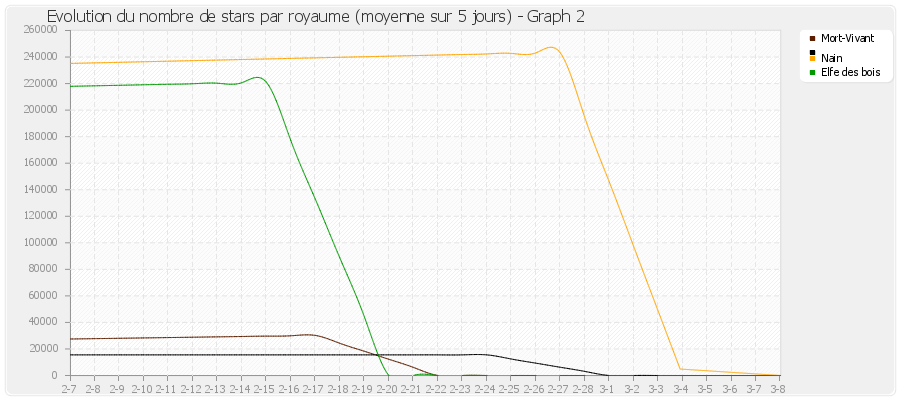 Evolution du nombre de stars par royaume (moyenne sur 5 jours) - Graph 2
260000
240000
220000
200000
180000
160000
140000
120000
100000
80000
60000
40000
20000
0
2-7 2-8 2-9 2-10 2-11 2-12 2-13 2-14 2-15 2-16 2-17 2-18 2-19 2-20 2-21 2-22 2-23 2-24 2-25 2-26 2-27 2-28 3-1 3-2 3-3 3-4 3-5 3-6 3-7 3-8
Mort-Vivant
Nain
Elfe des bois